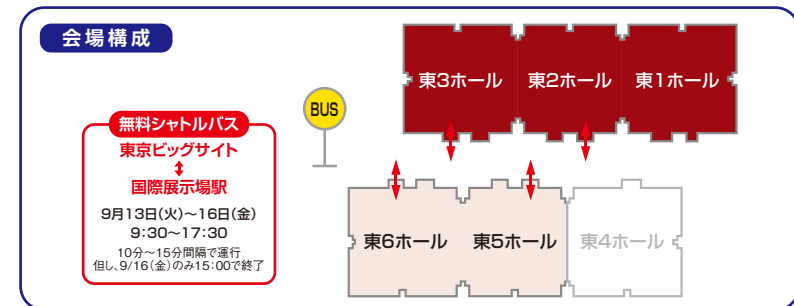 会場構成
東3ホール 東2ホール 東1ホール
BUS
無料シャトルバス
東京ビッグサイト
国際展示場駅
9月13日(火)～16日(金)
9:30～17:30
10分～15分間隔で運行
但し、9/16(金)のみ15:00で終了
東6ホール 東5ホール 東4ホール